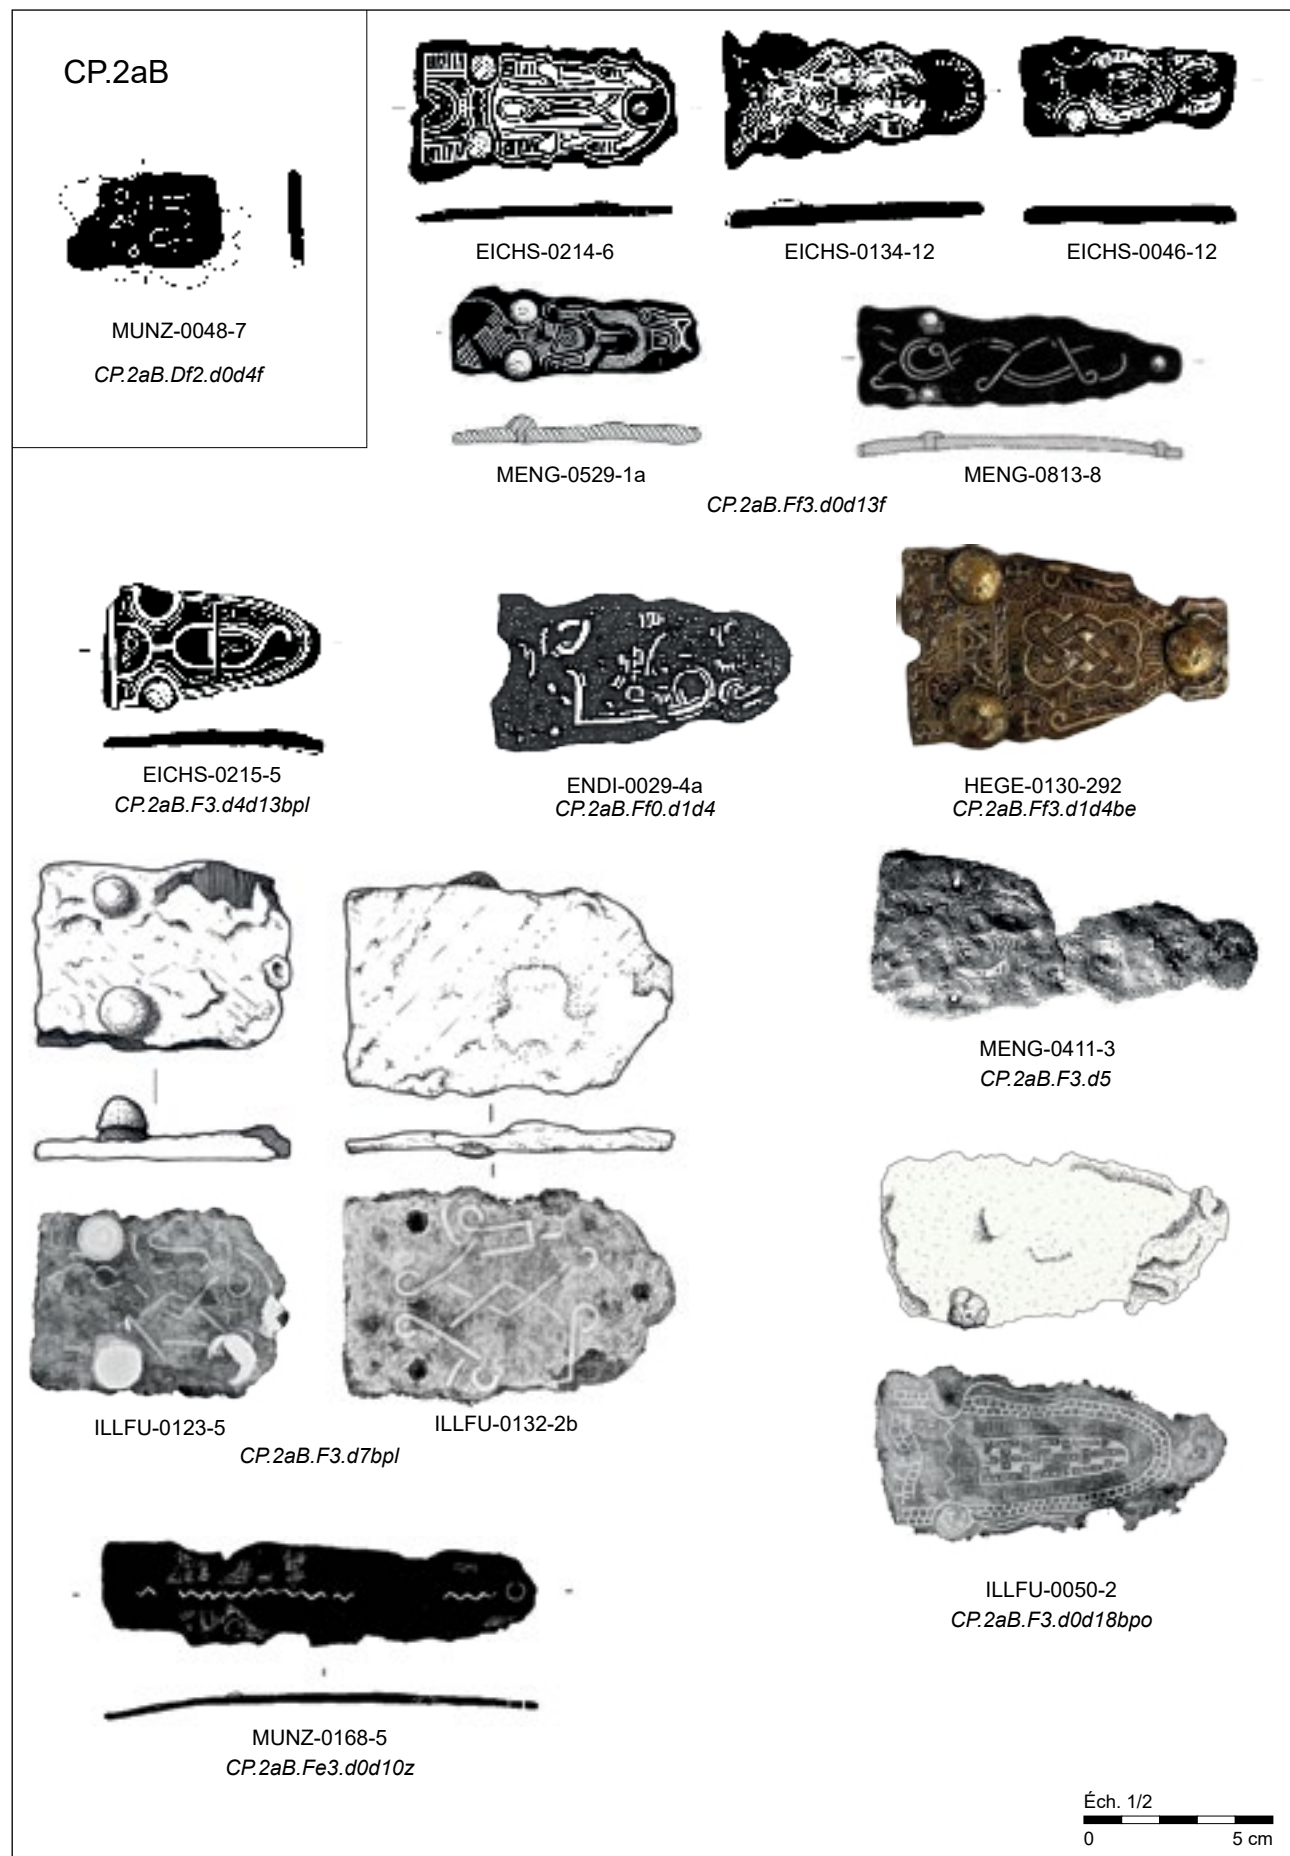 CP.2aB
MUNZ-0048-7
CP.2aB.Df2.d0d4f
EICHS-0214-6
EICHS-0134-12
EICHS-0046-12
MENG-0529-1a
MENG-0813-8
CP.2aB.Ff3.d0d13f
EICHS-0215-5
CP.2aB.F3.d4d13bpl
ENDI-0029-4a
CP.2aB.Ff0.d1d4
HEGE-0130-292
CP.2aB.Ff3.d1d4be
MENG-0411-3
CP.2aB.F3.d5
ILLFU-0123-5
ILLFU-0132-2b
CP.2aB.F3.d7bpl
ILLFU-0050-2
CP.2aB.F3.d0d18bpo
MUNZ-0168-5
CP.2aB.Fe3.d0d10z
Éch. 1/2
0 5 cm